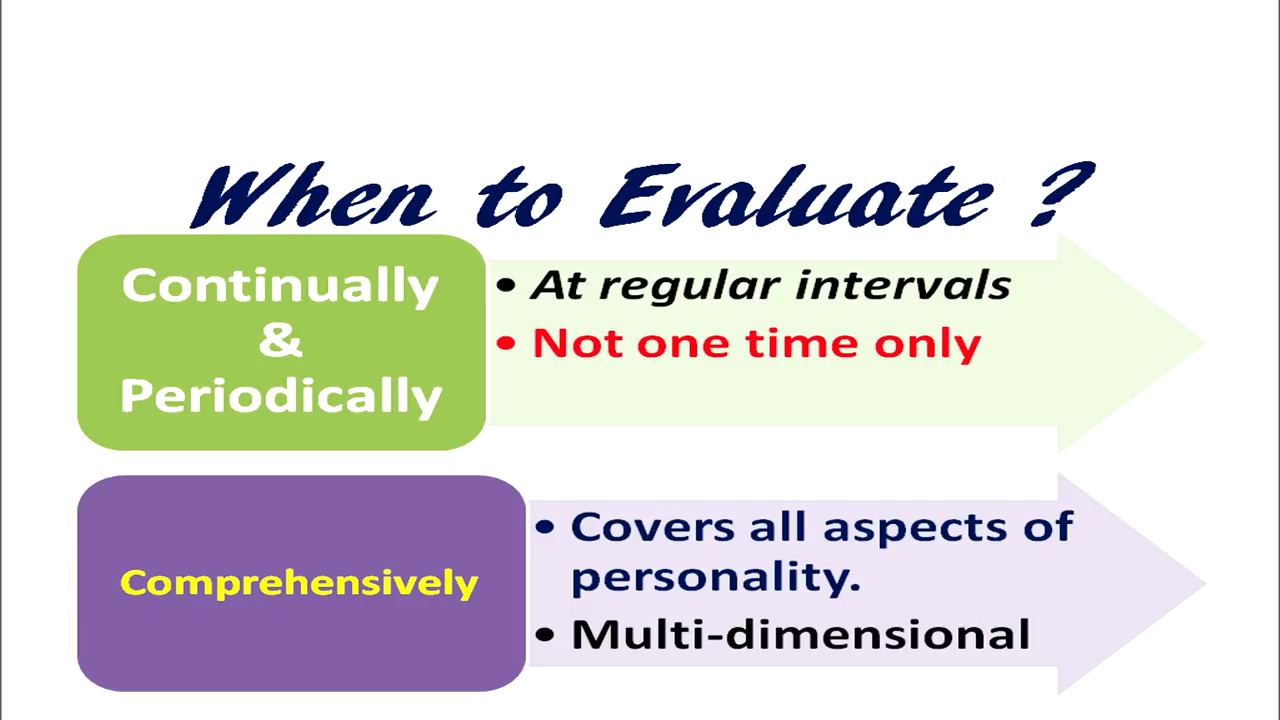 When to Evaluate ?
Continually
&
Periodically
• At regular intervals
• Not one time only
Comprehensively
• Covers all aspects of
personality.
• Multi-dimensional